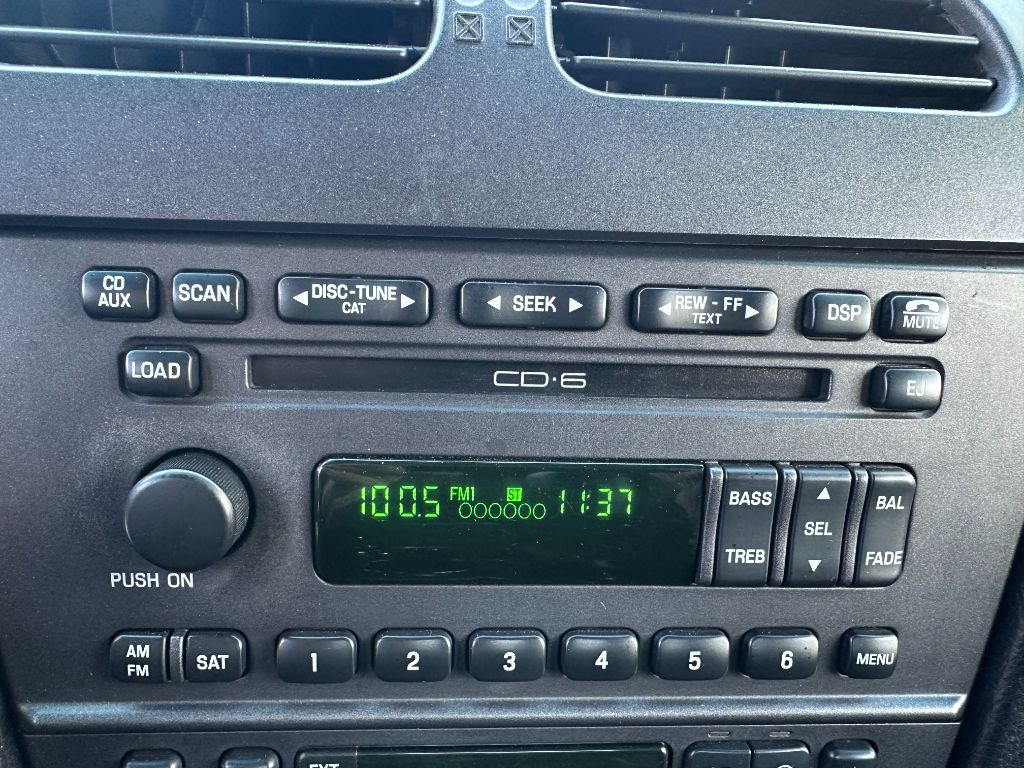 CD
AUX
SCAN
◀ DISC-TUNE ▶
CAT
◀ SEEK ▶
◀ REW - FF ▶
TEXT
DSP
MUTE
LOAD
CD·6
EJ
100.5 FM1 ST 11:37
BASS
TREB
▲
SEL
▼
BAL
FADE
PUSH ON
AM
FM
SAT
1
2
3
4
5
6
MENU
EXT